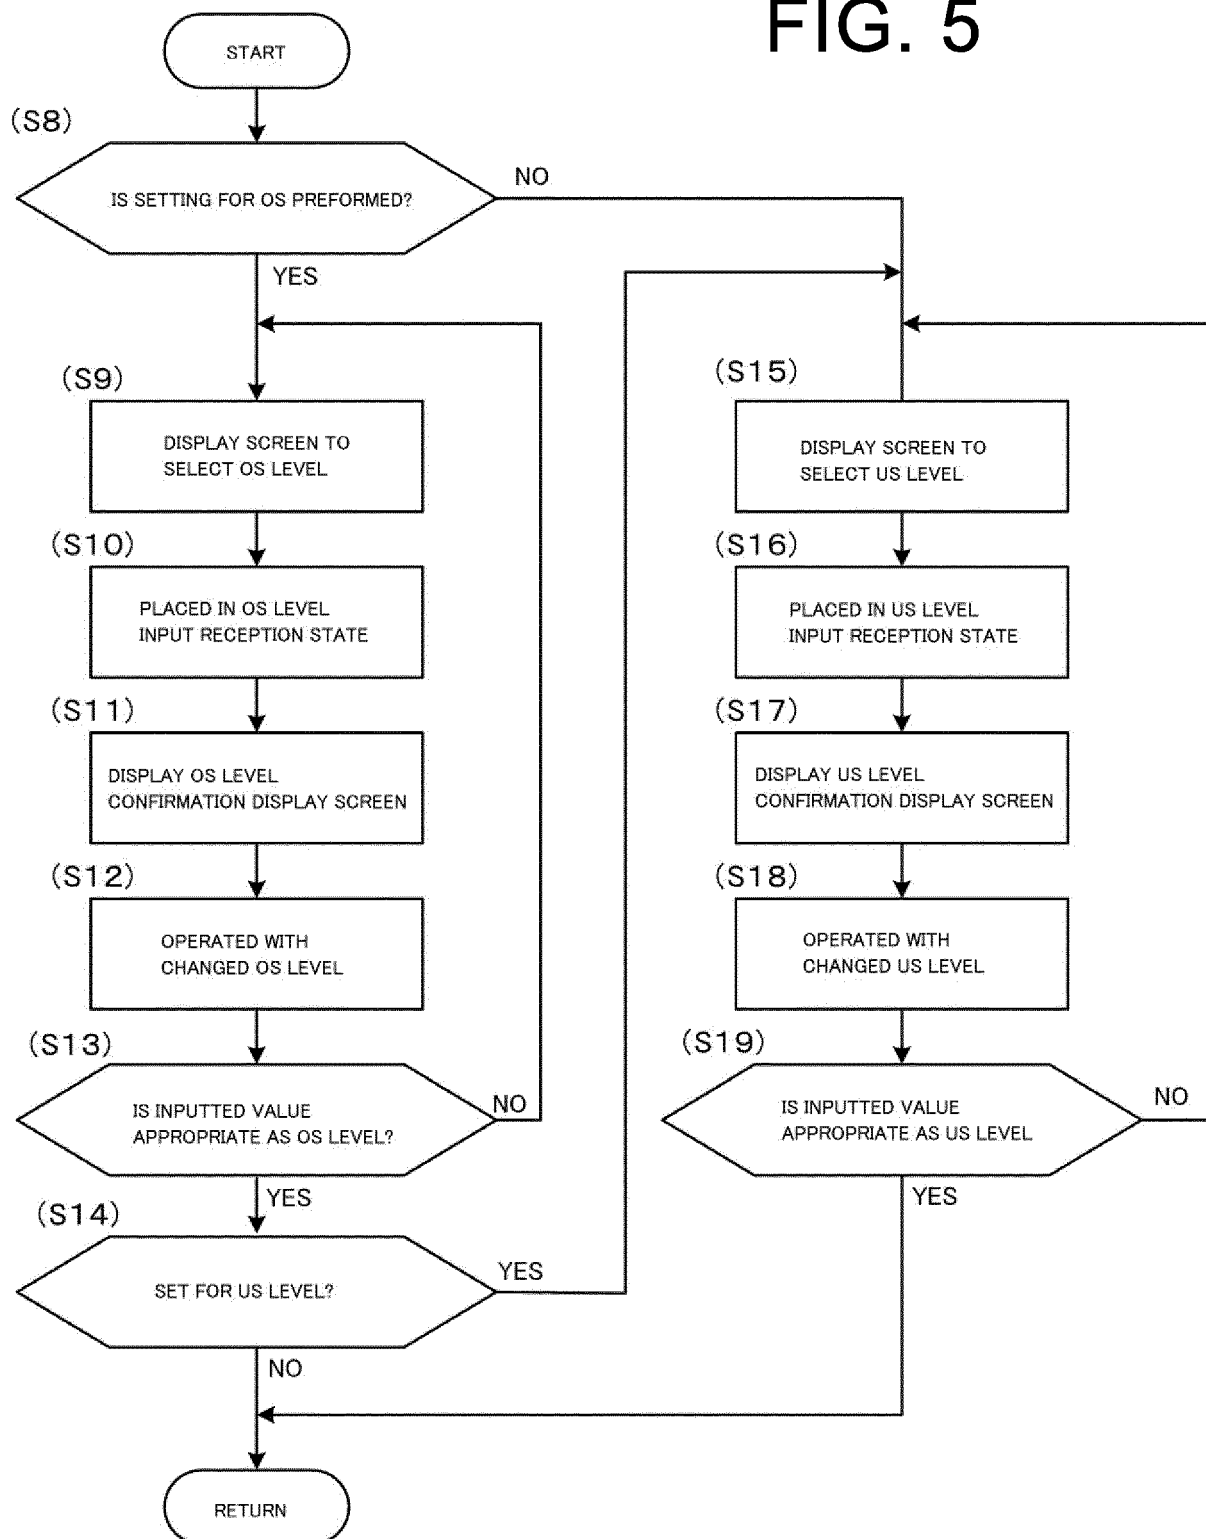 FIG. 5
START
(S8)
IS SETTING FOR OS PREFORMED?
NO
YES
(S9)
DISPLAY SCREEN TO
SELECT OS LEVEL
(S10)
PLACED IN OS LEVEL
INPUT RECEPTION STATE
(S11)
DISPLAY OS LEVEL
CONFIRMATION DISPLAY SCREEN
(S12)
OPERATED WITH
CHANGED OS LEVEL
(S13)
IS INPUTTED VALUE
APPROPRIATE AS OS LEVEL?
NO
YES
(S14)
SET FOR US LEVEL?
YES
NO
(S15)
DISPLAY SCREEN TO
SELECT US LEVEL
(S16)
PLACED IN US LEVEL
INPUT RECEPTION STATE
(S17)
DISPLAY US LEVEL
CONFIRMATION DISPLAY SCREEN
(S18)
OPERATED WITH
CHANGED US LEVEL
(S19)
IS INPUTTED VALUE
APPROPRIATE AS US LEVEL
NO
YES
RETURN